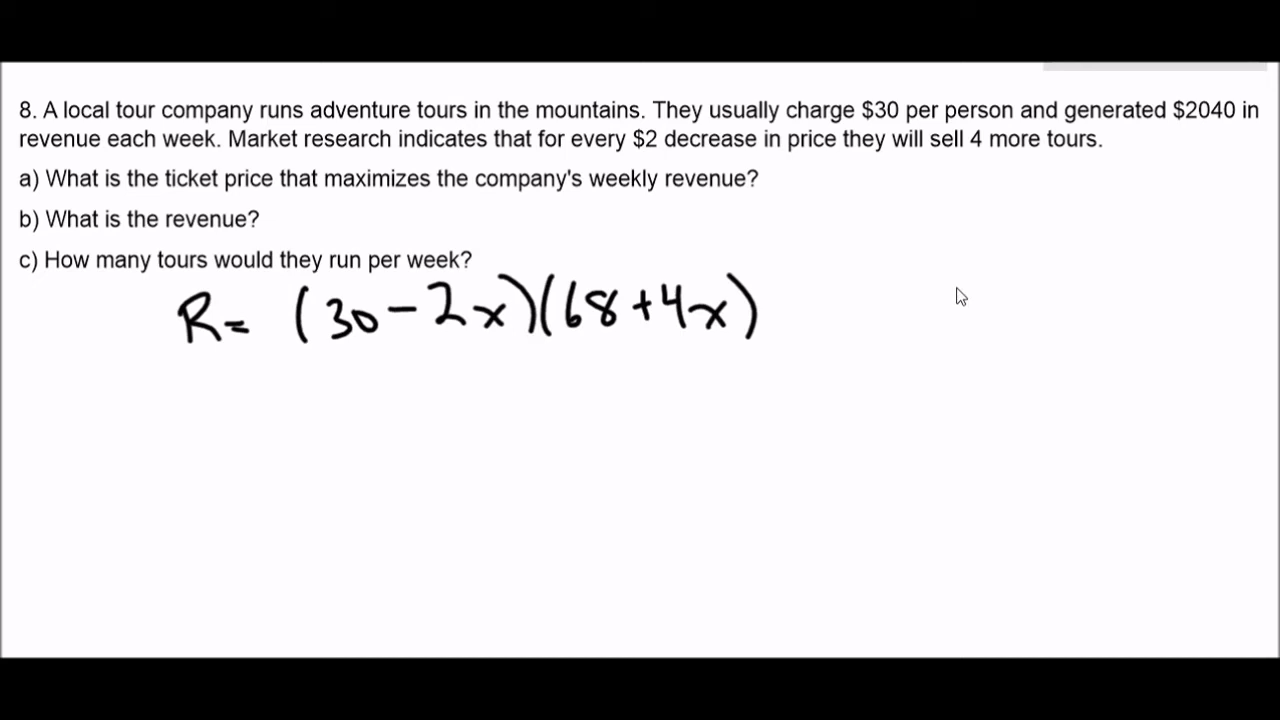 8. A local tour company runs adventure tours in the mountains. They usually charge $30 per person and generated $2040 in
revenue each week. Market research indicates that for every $2 decrease in price they will sell 4 more tours.
a) What is the ticket price that maximizes the company's weekly revenue?
b) What is the revenue?
c) How many tours would they run per week?
R= (30-2x)(68+4x)